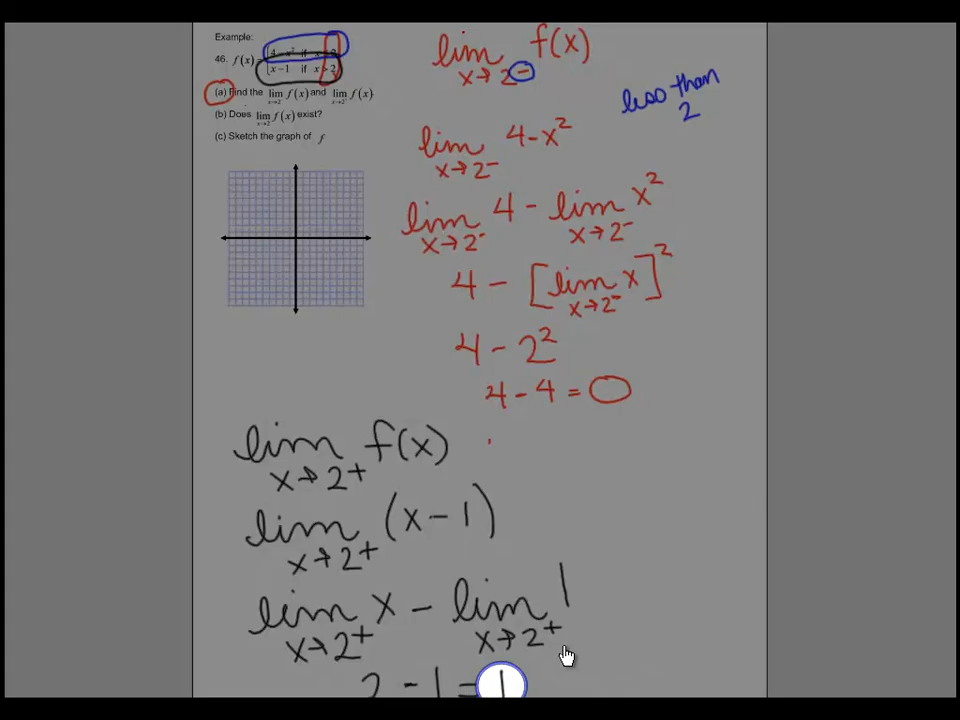 Example:
46. f(x) = { 4 - x² if x ≤ 2
x - 1 if x > 2
(a) Find the lim x→2⁻ f(x) and lim x→2⁺ f(x)
(b) Does lim x→2 f(x) exist?
(c) Sketch the graph of f
lim x→2⁻ f(x)
less than
2
lim x→2⁻ 4 - x²
lim x→2⁻ 4 - lim x→2⁻ x²
4 - [lim x→2⁻ x]²
4 - 2²
4 - 4 = 0
lim x→2⁺ f(x)
lim x→2⁺ (x - 1)
lim x→2⁺ x - lim x→2⁺ 1
2 - 1 = 1